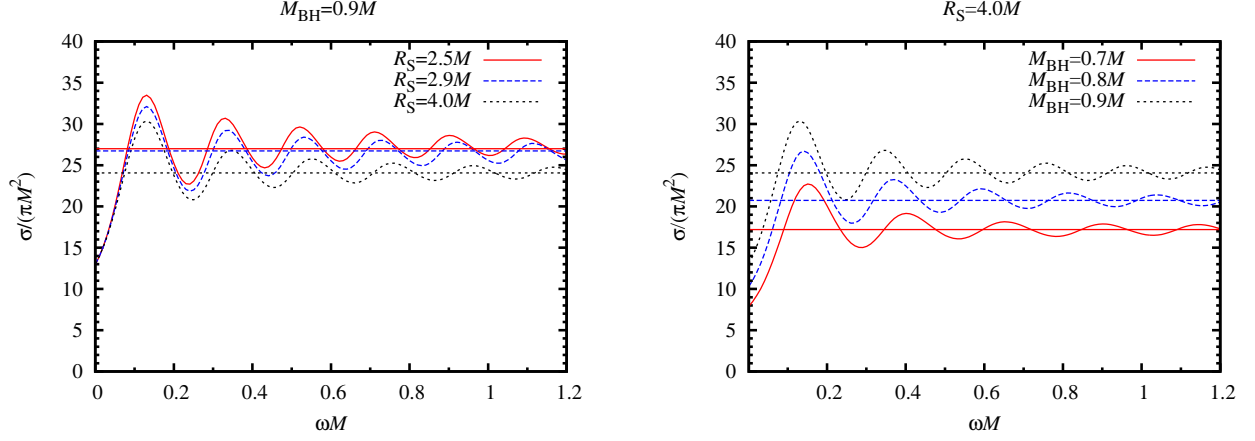 M_BH=0.9M
40
35
30
25
20
15
10
5
0
σ/(πM²)
R_S=2.5M
R_S=2.9M
R_S=4.0M
0 0.2 0.4 0.6 0.8 1 1.2
ωM
R_S=4.0M
40
35
30
25
20
15
10
5
0
σ/(πM²)
M_BH=0.7M
M_BH=0.8M
M_BH=0.9M
0.2 0.4 0.6 0.8 1 1.2
ωM